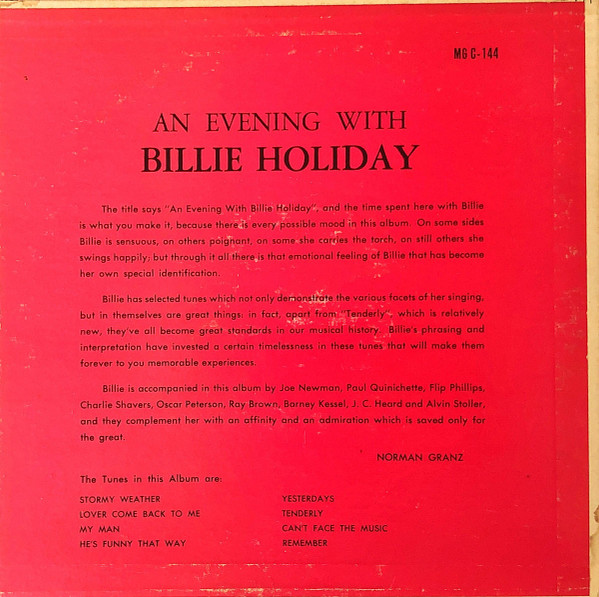 MG C-144
AN EVENING WITH
BILLIE HOLIDAY
The title says "An Evening With Billie Holiday", and the time spent here with Billie
is what you make it, because there is every possible mood in this album. On some sides
Billie is sensuous, on others poignant, on some she carries the torch, on still others she
swings happily; but through it all there is that emotional feeling of Billie that has become
her own special identification.
Billie has selected tunes which not only demonstrate the various facets of her singing,
but in themselves are great things: in fact, apart from "Tenderly", which is relatively
new, they've all become great standards in our musical history. Billie's phrasing and
interpretation have invested a certain timelessness in these tunes that will make them
forever to you memorable experiences.
Billie is accompanied in this album by Joe Newman, Paul Quinichette, Flip Phillips,
Charlie Shavers, Oscar Peterson, Ray Brown, Barney Kessel, J. C. Heard and Alvin Stoller,
and they complement her with an affinity and an admiration which is saved only for
the great.
NORMAN GRANZ
The Tunes in this Album are:
STORMY WEATHER
LOVER COME BACK TO ME
MY MAN
HE'S FUNNY THAT WAY
YESTERDAYS
TENDERLY
CAN'T FACE THE MUSIC
REMEMBER